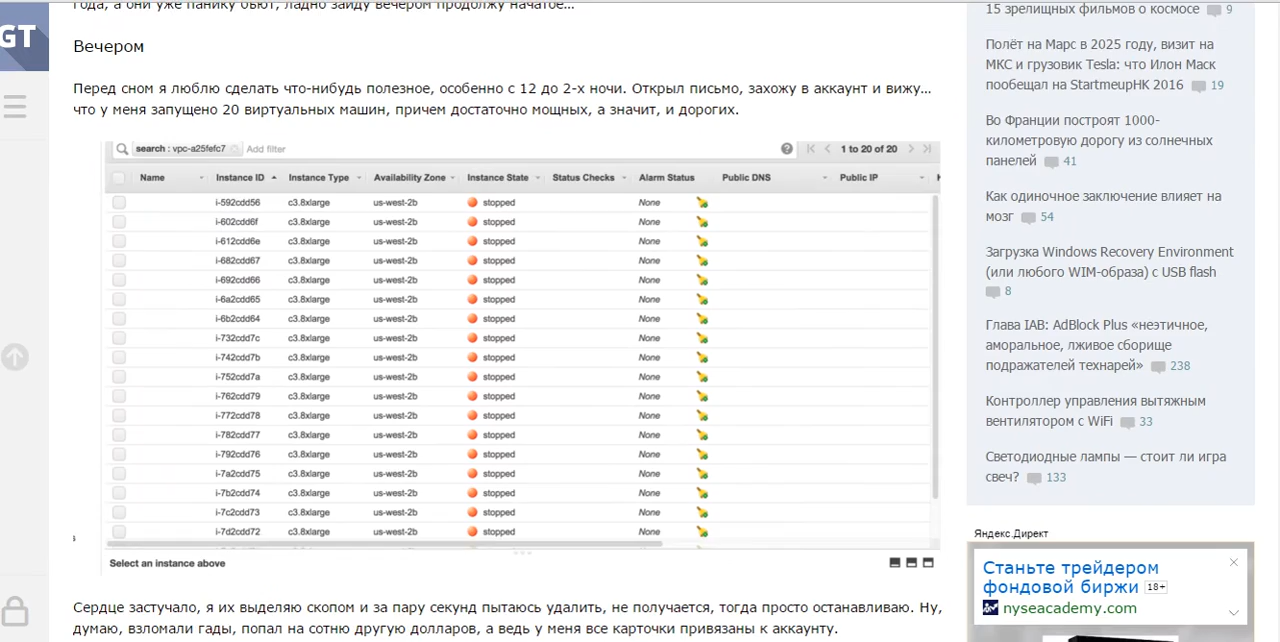 года, а они уже панику бьют, ладно зайду вечером продолжу начатое...
GT
Вечером
Перед сном я люблю сделать что-нибудь полезное, особенно с 12 до 2-х ночи. Открыл письмо, захожу в аккаунт и вижу...
что у меня запущено 20 виртуальных машин, причем достаточно мощных, а значит, и дорогих.
search : vpc-a25fefc7 Add filter 1 to 20 of 20
Name Instance ID Instance Type Availability Zone Instance State Status Checks Alarm Status Public DNS Public IP
i-592cdd56 c3.8xlarge us-west-2b stopped None
i-602cdd6f c3.8xlarge us-west-2b stopped None
i-612cdd6e c3.8xlarge us-west-2b stopped None
i-682cdd67 c3.8xlarge us-west-2b stopped None
i-692cdd66 c3.8xlarge us-west-2b stopped None
i-6a2cdd65 c3.8xlarge us-west-2b stopped None
i-6b2cdd64 c3.8xlarge us-west-2b stopped None
i-732cdd7c c3.8xlarge us-west-2b stopped None
i-742cdd7b c3.8xlarge us-west-2b stopped None
i-752cdd7a c3.8xlarge us-west-2b stopped None
i-762cdd79 c3.8xlarge us-west-2b stopped None
i-772cdd78 c3.8xlarge us-west-2b stopped None
i-782cdd77 c3.8xlarge us-west-2b stopped None
i-792cdd76 c3.8xlarge us-west-2b stopped None
i-7a2cdd75 c3.8xlarge us-west-2b stopped None
i-7b2cdd74 c3.8xlarge us-west-2b stopped None
i-7c2cdd73 c3.8xlarge us-west-2b stopped None
i-7d2cdd72 c3.8xlarge us-west-2b stopped None
Select an instance above
Сердце застучало, я их выделяю скопом и за пару секунд пытаюсь удалить, не получается, тогда просто останавливаю. Ну,
думаю, взломали гады, попал на сотню другую долларов, а ведь у меня все карточки привязаны к аккаунту.
15 зрелищных фильмов о космосе 9
Полёт на Марс в 2025 году, визит на
МКС и грузовик Tesla: что Илон Маск
пообещал на StartmeupHK 2016 19
Во Франции построят 1000-
километровую дорогу из солнечных
панелей 41
Как одиночное заключение влияет на
мозг 54
Загрузка Windows Recovery Environment
(или любого WIM-образа) с USB flash
8
Глава IAB: AdBlock Plus «неэтичное,
аморальное, лживое сборище
подражателей технарей» 238
Контроллер управления вытяжным
вентилятором с WiFi 33
Светодиодные лампы — стоит ли игра
свеч? 133
Яндекс.Директ
Станьте трейдером
фондовой биржи 18+
nyseacademy.com